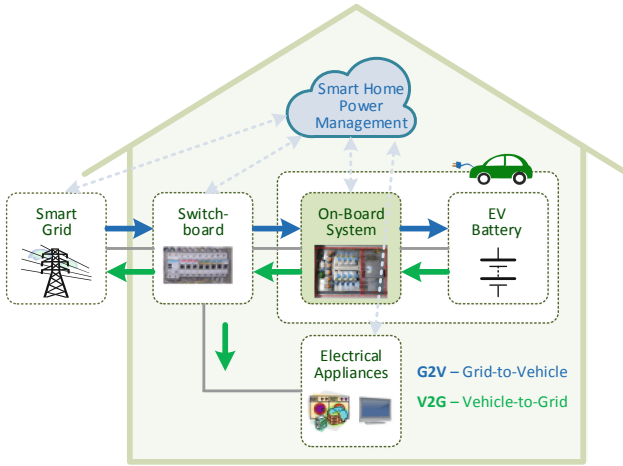 Smart Home
Power
Management
Smart
Grid
Switch-
board
On-Board
System
EV
Battery
Electrical
Appliances
G2V – Grid-to-Vehicle
V2G – Vehicle-to-Grid